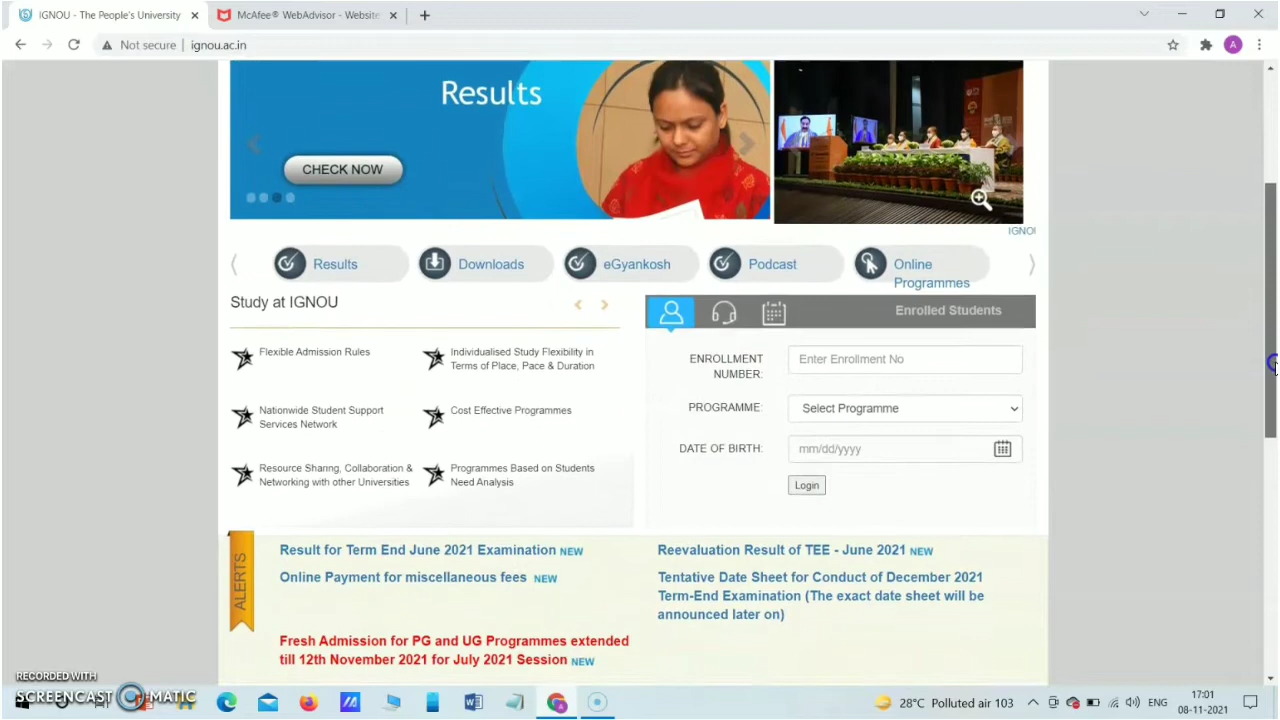 IGNOU - The People's University
McAfee® WebAdvisor - Website
Not secure
ignou.ac.in
A
Results
CHECK NOW
IGNOU
Results
Downloads
eGyankosh
Podcast
Online
Programmes
Study at IGNOU
Enrolled Students
Flexible Admission Rules
Individualised Study Flexibility in
Terms of Place, Pace & Duration
Nationwide Student Support
Services Network
Cost Effective Programmes
Resource Sharing, Collaboration &
Networking with other Universities
Programmes Based on Students
Need Analysis
ENROLLMENT
NUMBER:
Enter Enrollment No
PROGRAMME:
Select Programme
DATE OF BIRTH:
mm/dd/yyyy
Login
ALERTS
Result for Term End June 2021 Examination NEW
Online Payment for miscellaneous fees NEW
Fresh Admission for PG and UG Programmes extended
till 12th November 2021 for July 2021 Session NEW
Reevaluation Result of TEE - June 2021 NEW
Tentative Date Sheet for Conduct of December 2021
Term-End Examination (The exact date sheet will be
announced later on)
RECORDED WITH
SCREENCAST MATIC
28°C Polluted air 103
ENG
17:01
08-11-2021